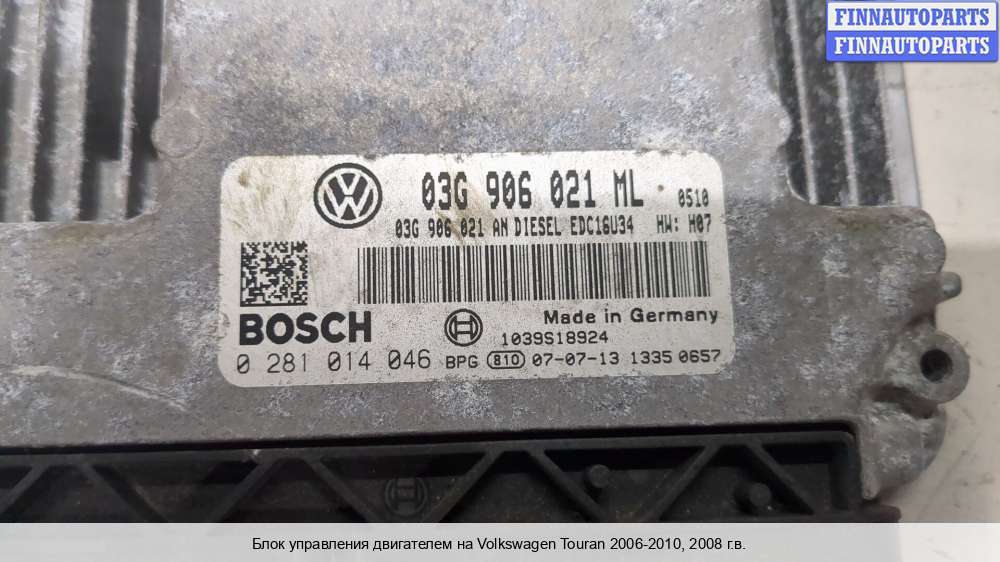 FINNAUTOPARTS
FINNAUTOPARTS
03G 906 021 ML 0510
03G 906 021 AN DIESEL EDC16U34 HW: H07
BOSCH
Made in Germany
1039S18924
0 281 014 046 BPG 810 07-07-13 1335 0657
Блок управления двигателем на Volkswagen Touran 2006-2010, 2008 г.в.